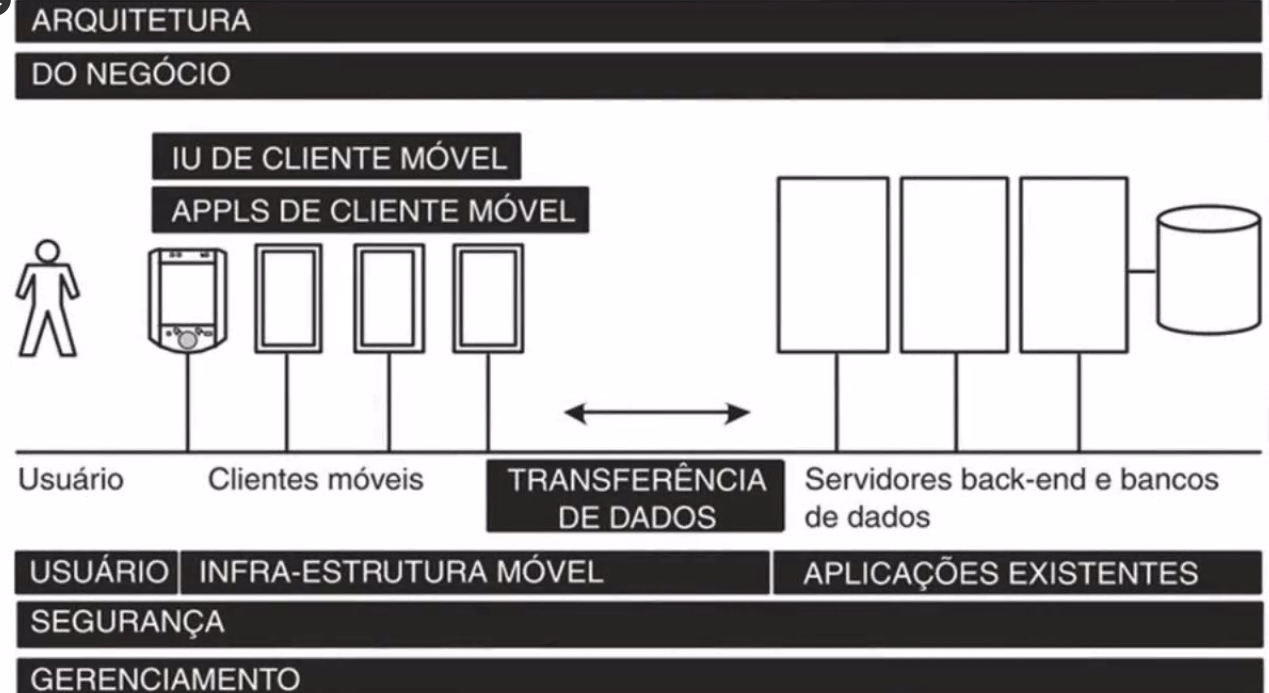 ARQUITETURA
DO NEGÓCIO
IU DE CLIENTE MÓVEL
APPLS DE CLIENTE MÓVEL
Usuário
Clientes móveis
TRANSFERÊNCIA
DE DADOS
Servidores back-end e bancos
de dados
USUÁRIO
INFRA-ESTRUTURA MÓVEL
APLICAÇÕES EXISTENTES
SEGURANÇA
GERENCIAMENTO